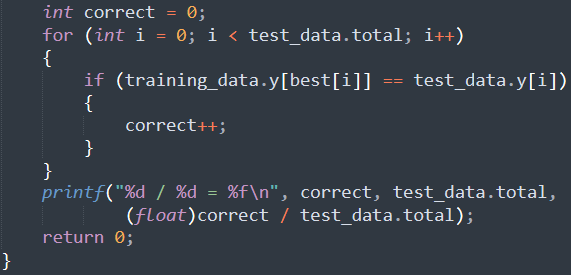 int correct = 0;
for (int i = 0; i < test_data.total; i++)
{
if (training_data.y[best[i]] == test_data.y[i])
{
correct++;
}
}
printf("%d / %d = %f\n", correct, test_data.total,
(float)correct / test_data.total);
return 0;
}